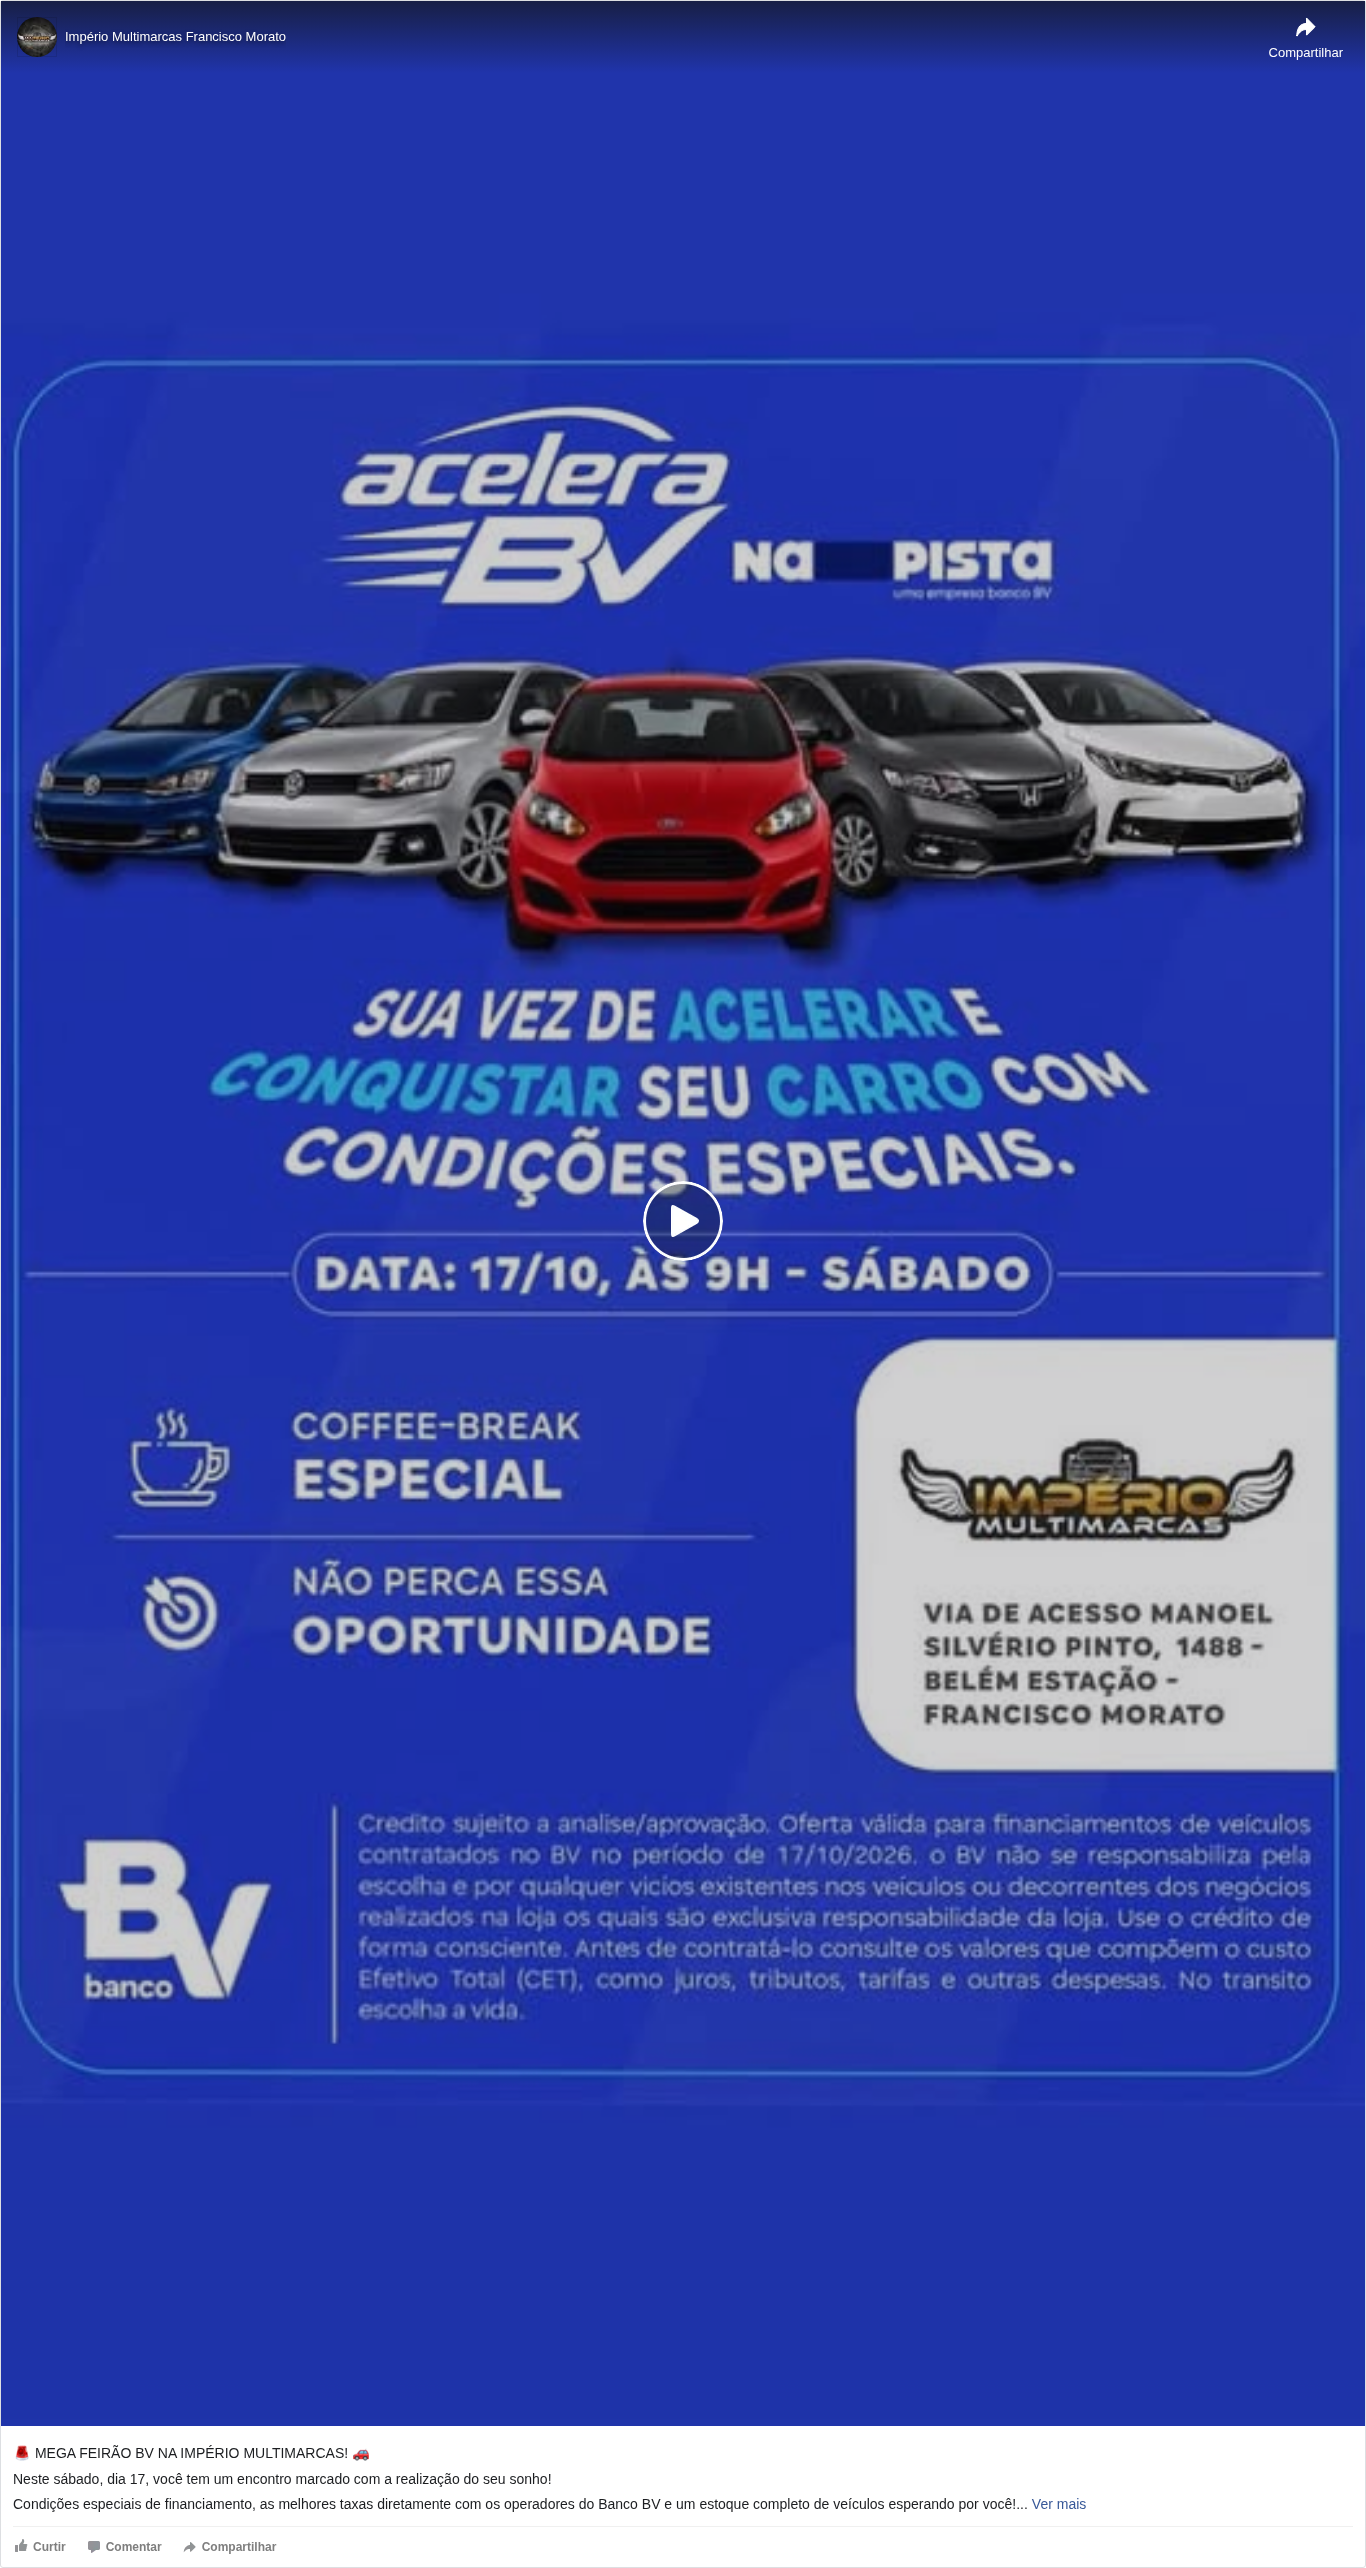 Império Multimarcas Francisco Morato
Compartilhar
acelera
BV
Na PISTa
uma empresa banco BV
SUA VEZ DE ACELERAR E
CONQUISTAR SEU CARRO COM
CONDIÇÕES ESPECIAIS.
DATA: 17/10, ÀS 9H - SÁBADO
COFFEE-BREAK
ESPECIAL
NÃO PERCA ESSA
OPORTUNIDADE
IMPÉRIO
MULTIMARCAS
VIA DE ACESSO MANOEL
SILVÉRIO PINTO, 1488 -
BELÉM ESTAÇÃO -
FRANCISCO MORATO
BV
banco
Credito sujeito a analise/aprovação. Oferta válida para financiamentos de veículos
contratados no BV no período de 17/10/2026. o BV não se responsabiliza pela
escolha e por qualquer vicios existentes nos veículos ou decorrentes dos negócios
realizados na loja os quais são exclusiva responsabilidade da loja. Use o crédito de
forma consciente. Antes de contratá-lo consulte os valores que compõem o custo
Efetivo Total (CET), como juros, tributos, tarifas e outras despesas. No transito
escolha a vida.
MEGA FEIRÃO BV NA IMPÉRIO MULTIMARCAS! 🚗
Neste sábado, dia 17, você tem um encontro marcado com a realização do seu sonho!
Condições especiais de financiamento, as melhores taxas diretamente com os operadores do Banco BV e um estoque completo de veículos esperando por você!... Ver mais
Curtir
Comentar
Compartilhar